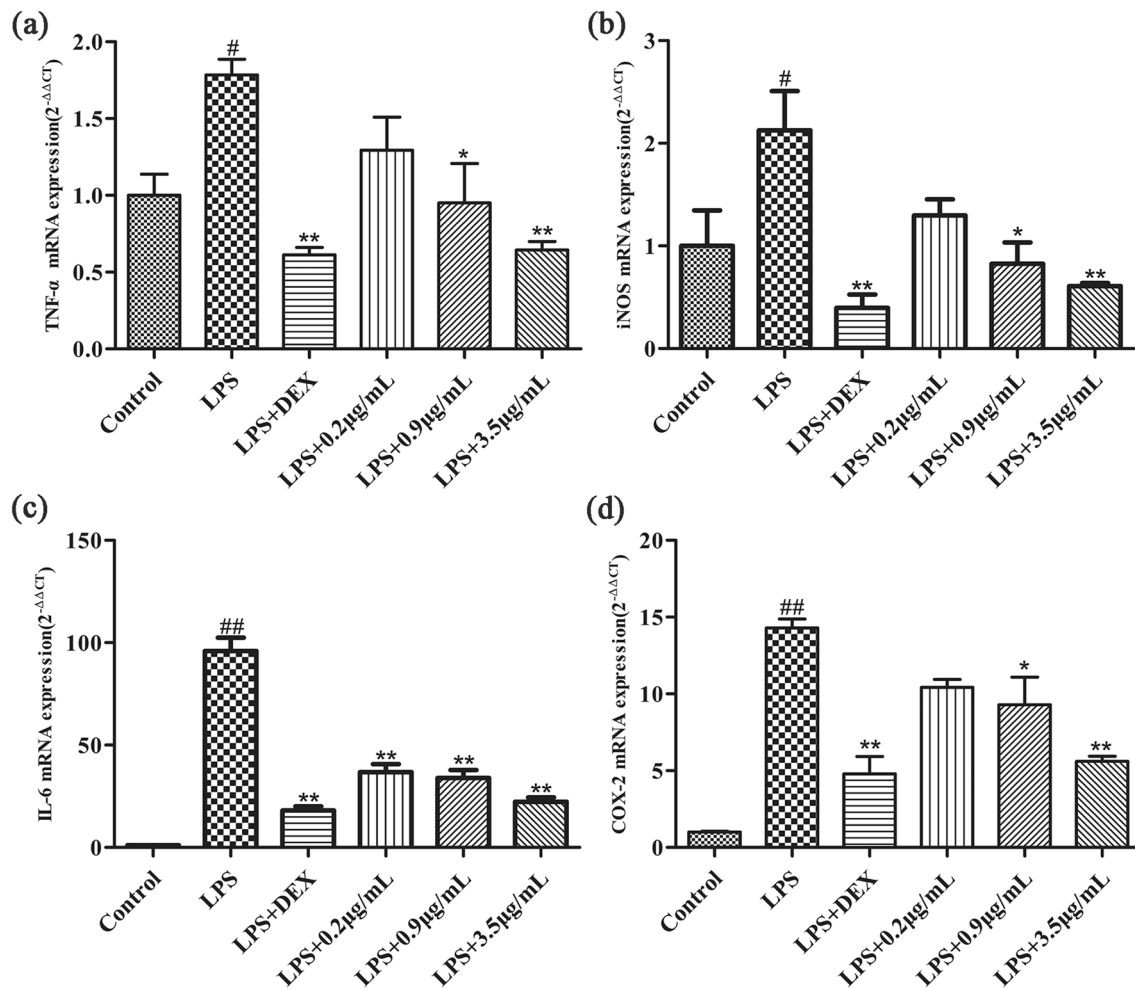 (a)
TNF-α mRNA expression(2-ΔΔCT)
2.0
1.5
1.0
0.5
0.0
#
**
*
**
Control
LPS
LPS+DEX
LPS+0.2μg/mL
LPS+0.9μg/mL
LPS+3.5μg/mL
(b)
iNOS mRNA expression(2-ΔΔCT)
3
2
1
0
#
**
*
**
Control
LPS
LPS+DEX
LPS+0.2μg/mL
LPS+0.9μg/mL
LPS+3.5μg/mL
(c)
IL-6 mRNA expression(2-ΔΔCT)
150
100
50
0
##
**
**
**
**
Control
LPS
LPS+DEX
LPS+0.2μg/mL
LPS+0.9μg/mL
LPS+3.5μg/mL
(d)
COX-2 mRNA expression(2-ΔΔCT)
20
15
10
5
0
##
**
*
**
Control
LPS
LPS+DEX
LPS+0.2μg/mL
LPS+0.9μg/mL
LPS+3.5μg/mL